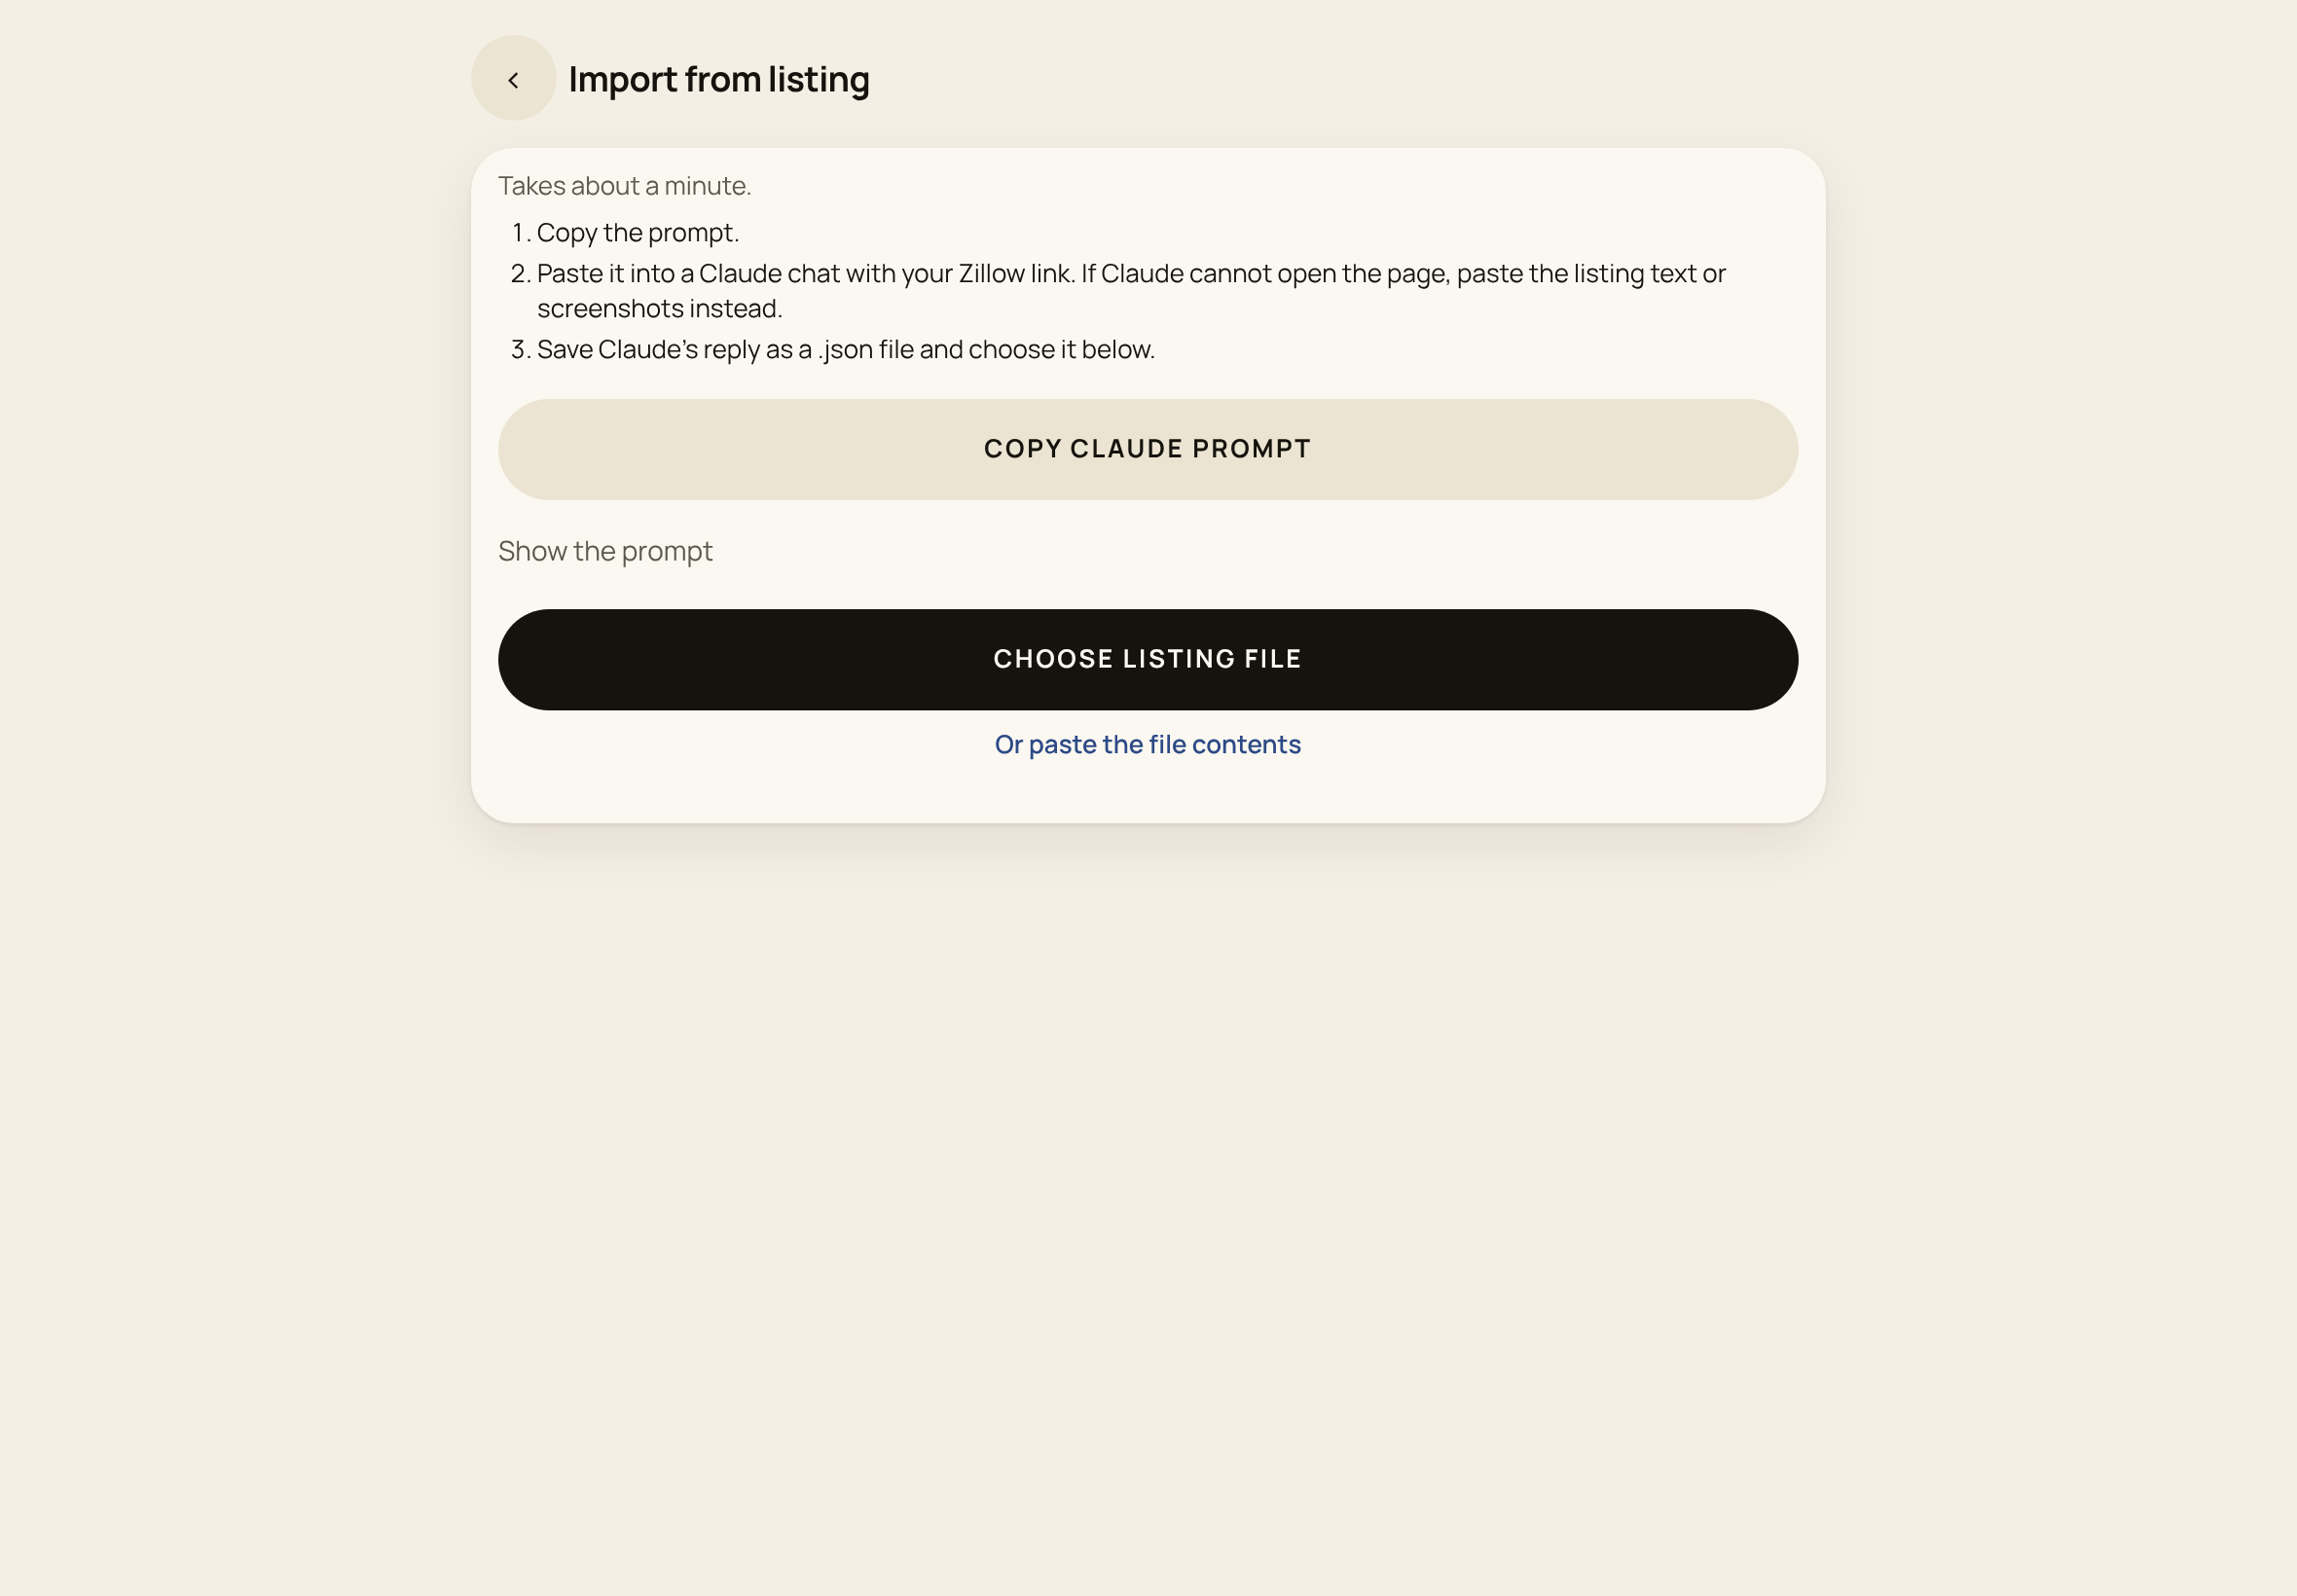 Import from listing
Takes about a minute.
1. Copy the prompt.
2. Paste it into a Claude chat with your Zillow link. If Claude cannot open the page, paste the listing text or
screenshots instead.
3. Save Claude’s reply as a .json file and choose it below.
COPY CLAUDE PROMPT
Show the prompt
CHOOSE LISTING FILE
Or paste the file contents